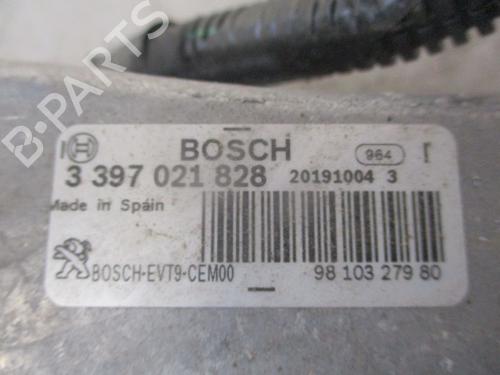 B-PARTS
BOSCH 964
3 397 021 828 20191004 3
Made in Spain
BOSCH-EVT9-CEM00 98 103 279 80